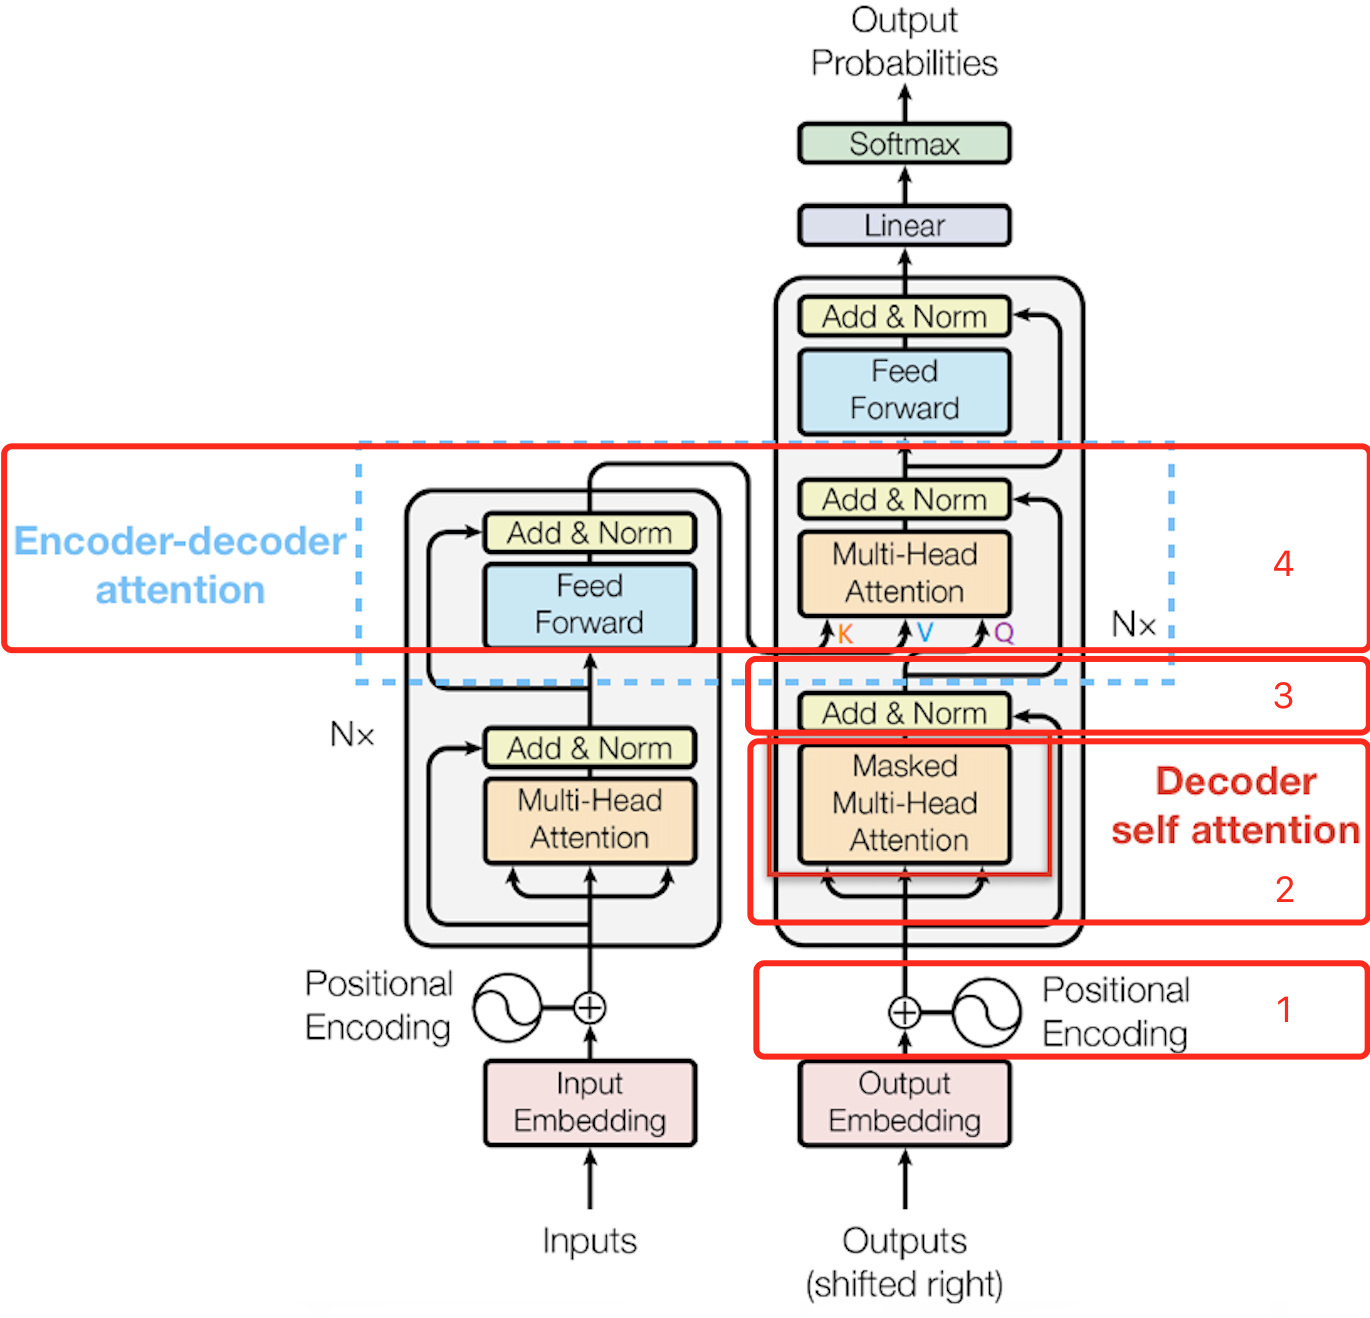 Output
Probabilities
Softmax
Linear
Add & Norm
Feed
Forward
Add & Norm
Multi-Head
Attention
K V Q
Nx
4
Encoder-decoder
attention
Add & Norm
Feed
Forward
Nx
Add & Norm
Multi-Head
Attention
3
Add & Norm
Masked
Multi-Head
Attention
Decoder
self attention
2
Positional
Encoding
Positional
Encoding
1
Input
Embedding
Output
Embedding
Inputs
Outputs
(shifted right)